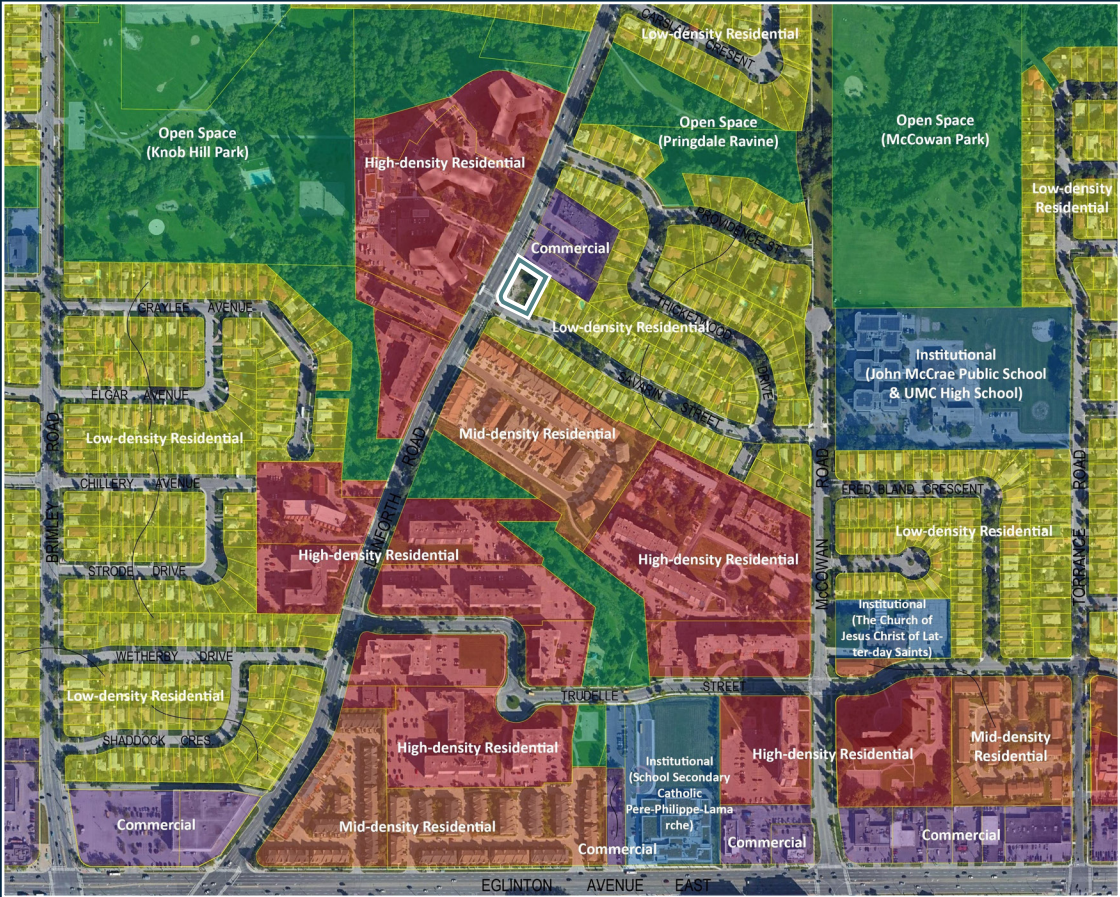 CARSLAKE CRESENT
Low-density Residential
Open Space
(Knob Hill Park)
Open Space
(Pringdale Ravine)
Open Space
(McCowan Park)
High-density Residential
Low-density
Residential
PROVIDENCE ST
Commercial
GRAYLEE AVENUE
THICKETWOOD DRIVE
Low-density Residential
Institutional
(John McCrae Public School
& UMC High School)
ELGAR AVENUE
SAVARIN STREET
Low-density Residential
Mid-density Residential
BRIMLEY ROAD
DANFORTH ROAD
McCOWAN ROAD
TORRANCE ROAD
CHILLERY AVENUE
FRED BLAND CRESCENT
Low-density Residential
High-density Residential
High-density Residential
STRODE DRIVE
Institutional
(The Church of
Jesus Christ of Lat-
ter-day Saints)
WETHERBY DRIVE
Low-density Residential
TRUDELLE STREET
SHADDOCK CRES
High-density Residential
High-density Residential
Mid-density
Residential
Institutional
(School Secondary
Catholic
Pere-Philippe-Lama
rche)
Commercial
Mid-density Residential
Commercial
Commercial
Commercial
EGLINTON AVENUE EAST